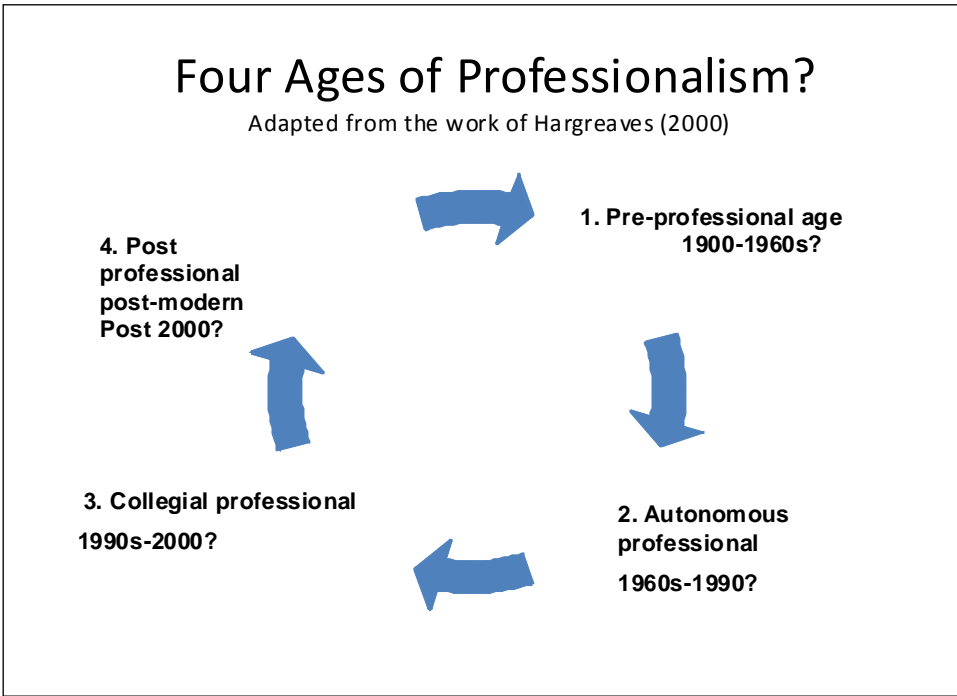 Four Ages of Professionalism?
Adapted from the work of Hargreaves (2000)
1. Pre-professional age
1900-1960s?
2. Autonomous
professional
1960s-1990?
3. Collegial professional
1990s-2000?
4. Post
professional
post-modern
Post 2000?